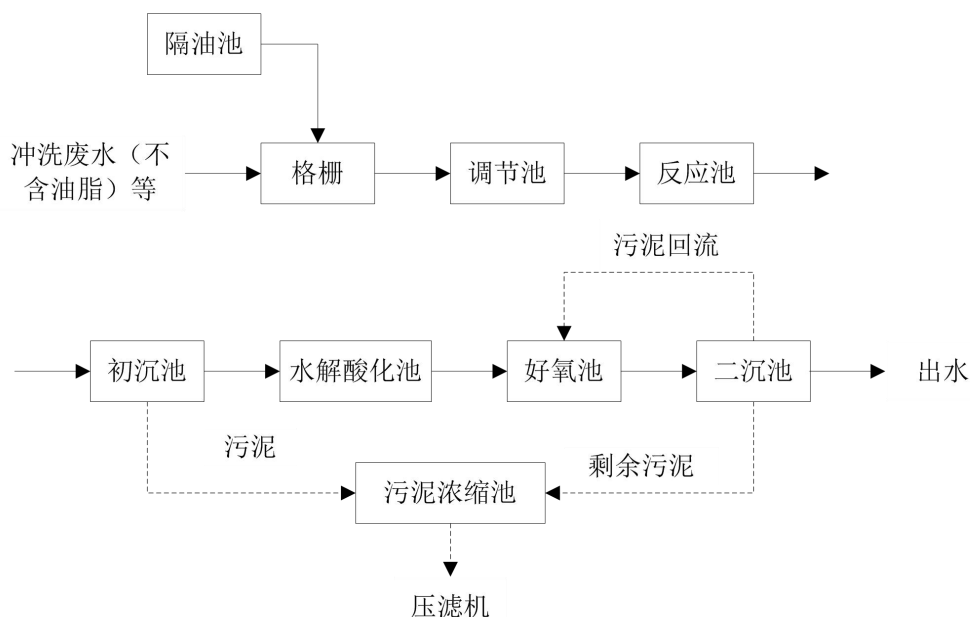 隔油池
冲洗废水（不
含油脂）等
格栅
调节池
反应池
污泥回流
初沉池
水解酸化池
好氧池
二沉池
出水
污泥
剩余污泥
污泥浓缩池
压滤机